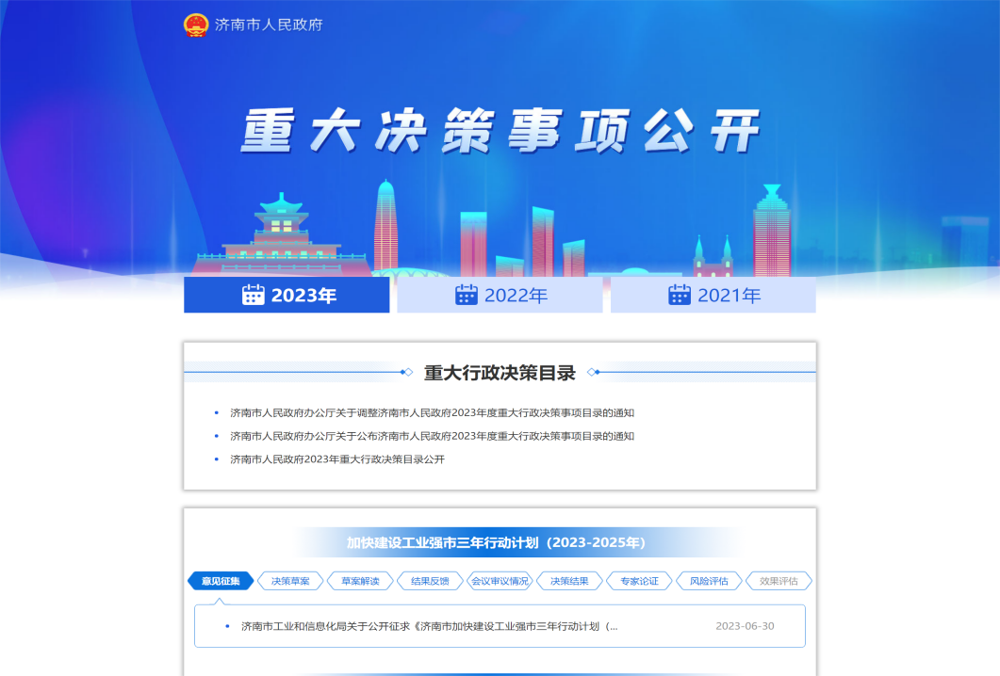 济南市人民政府
重大决策事项公开
2023年
2022年
2021年
重大行政决策目录
济南市人民政府办公厅关于调整济南市人民政府2023年度重大行政决策事项目录的通知
济南市人民政府办公厅关于公布济南市人民政府2023年度重大行政决策事项目录的通知
济南市人民政府2023年重大行政决策目录公开
加快建设工业强市三年行动计划（2023-2025年）
意见征集
决策草案
草案解读
结果反馈
会议审议情况
决策结果
专家论证
风险评估
效果评估
济南市工业和信息化局关于公开征求《济南市加快建设工业强市三年行动计划（...
2023-06-30